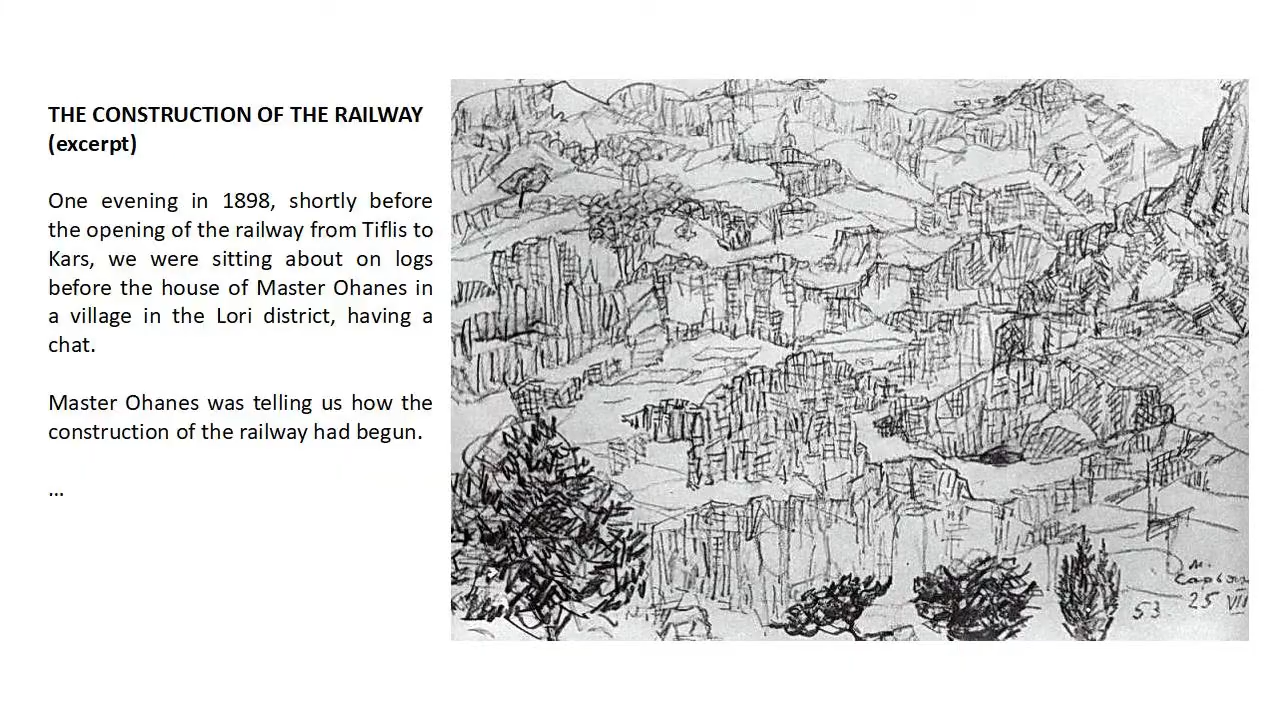 THE CONSTRUCTION OF THE RAILWAY
(excerpt)
One evening in 1898, shortly before
the opening of the railway from Tiflis to
Kars, we were sitting about on logs
before the house of Master Ohanes in
a village in the Lori district, having a
chat.
Master Ohanes was telling us how the
construction of the railway had begun.
...
м.
Сарьян
53 25 VII